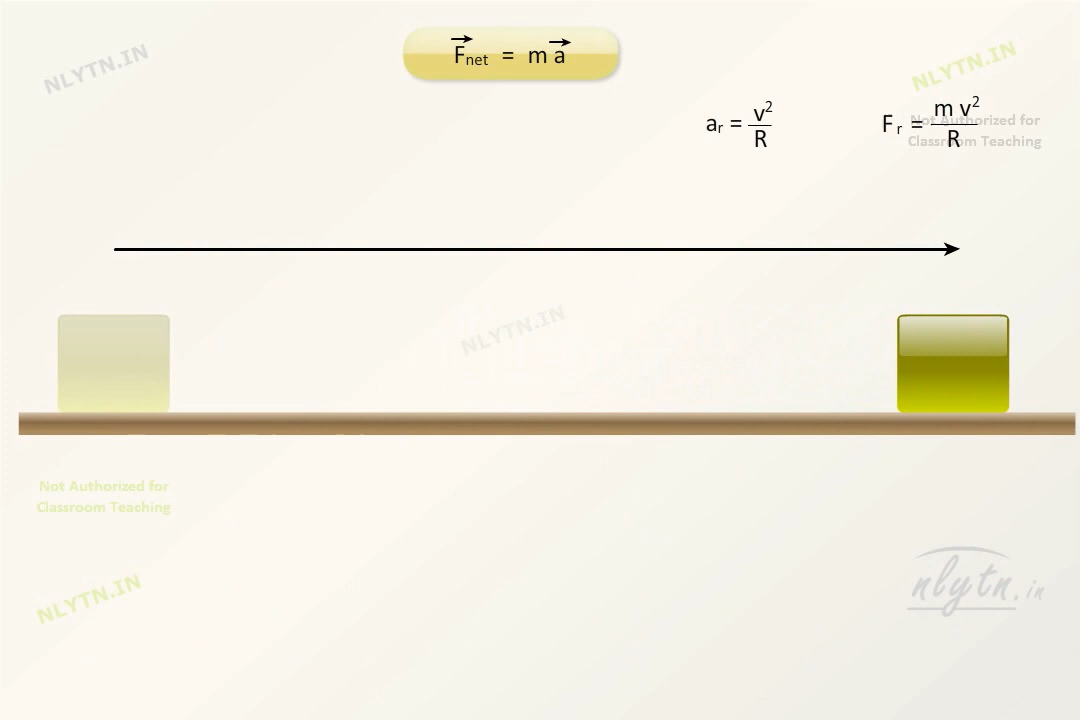 NLYTN.IN
F⃗net = m a⃗
NLYTN.IN
ar = v²/R
Fr = m v²/R
Not Authorized for
Classroom Teaching
NLYTN.IN
Not Authorized for
Classroom Teaching
NLYTN.IN
nlytn.in